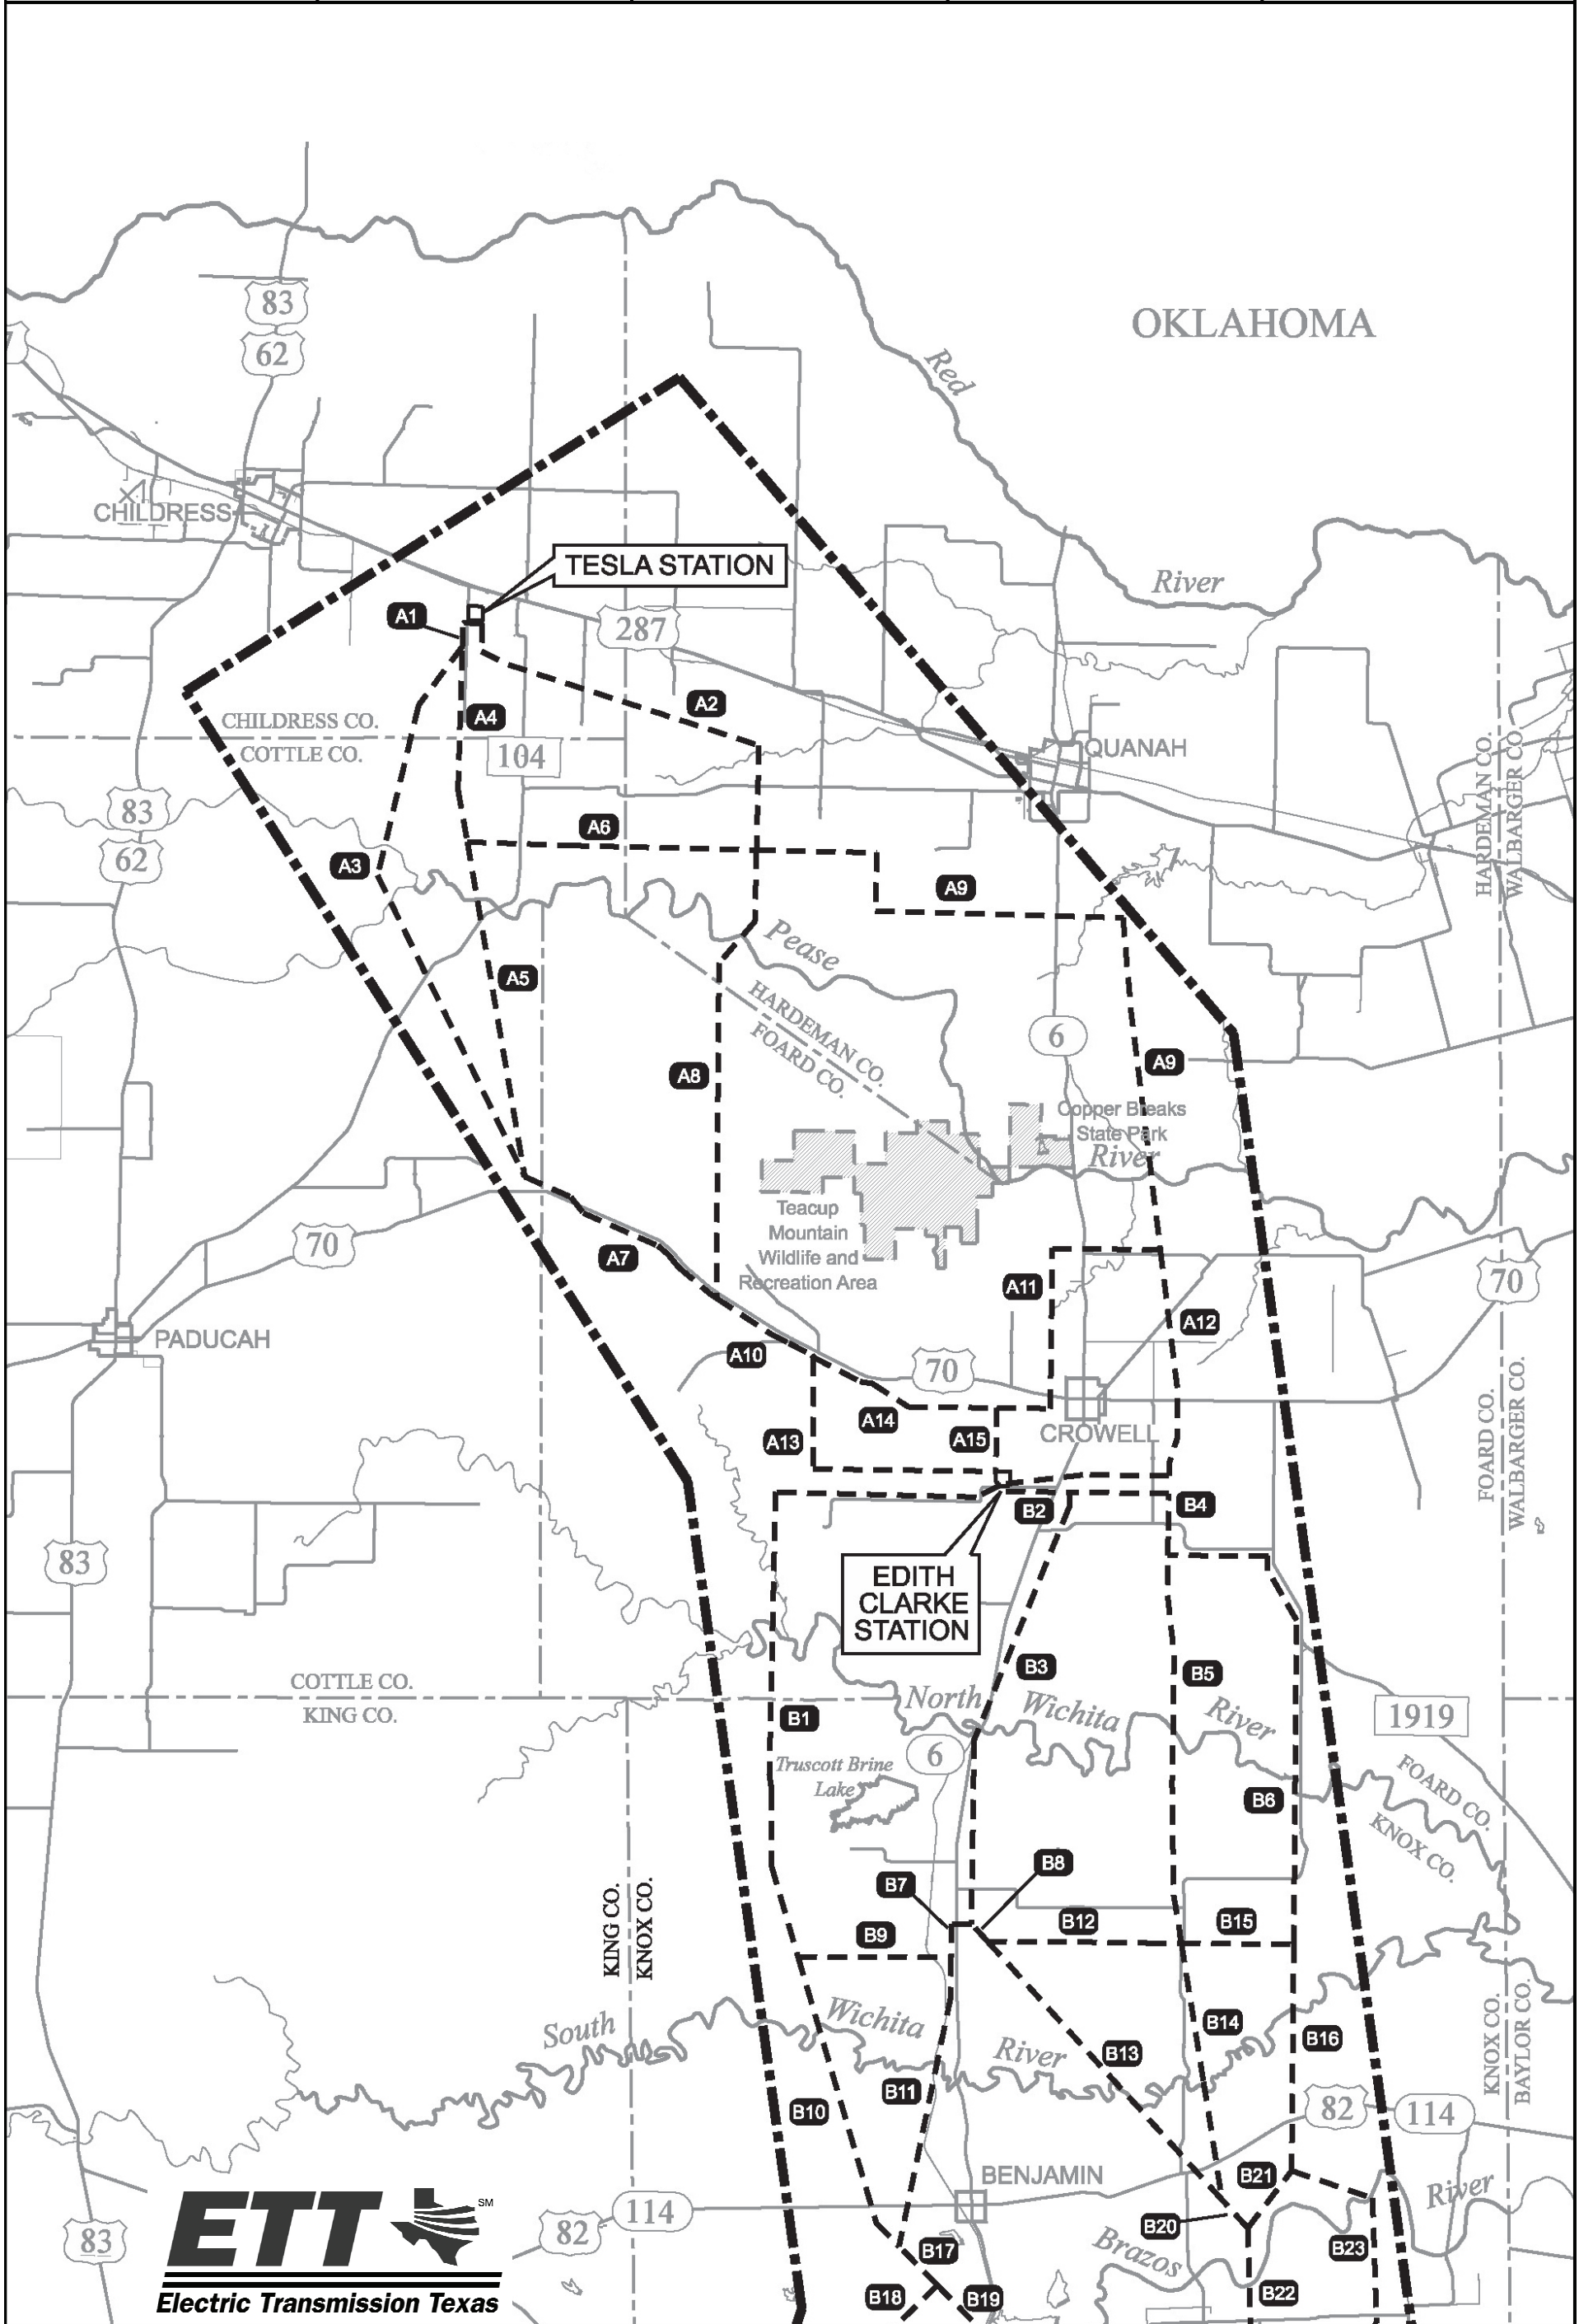 OKLAHOMA
83
62
Red
CHILDRESS
TESLA STATION
River
A1
287
A2
A4
CHILDRESS CO.
COTTLE CO.
104
QUANAH
HARDEMAN CO.
WALBARGER CO.
83
62
A6
A3
A9
Pease
A5
HARDEMAN CO.
FOARD CO.
6
A8
A9
Copper Breaks
State Park
River
Teacup
Mountain
Wildlife and
Recreation Area
70
A7
A11
70
A12
PADUCAH
A10
70
FOARD CO.
WALBARGER CO.
A14
A13
A15
CROWELL
B2
B4
83
EDITH
CLARKE
STATION
B3
B5
COTTLE CO.
KING CO.
North
Wichita
River
B1
1919
6
Truscott Brine
Lake
B6
FOARD CO.
KNOX CO.
B8
B7
KING CO.
KNOX CO.
B12
B15
B9
South
Wichita
River
B14
B16
B13
KNOX CO.
BAYLOR CO.
B11
B10
82
114
BENJAMIN
B21
River
ETT
SM
Electric Transmission Texas
83
82
114
B20
Brazos
B17
B23
B18
B19
B22